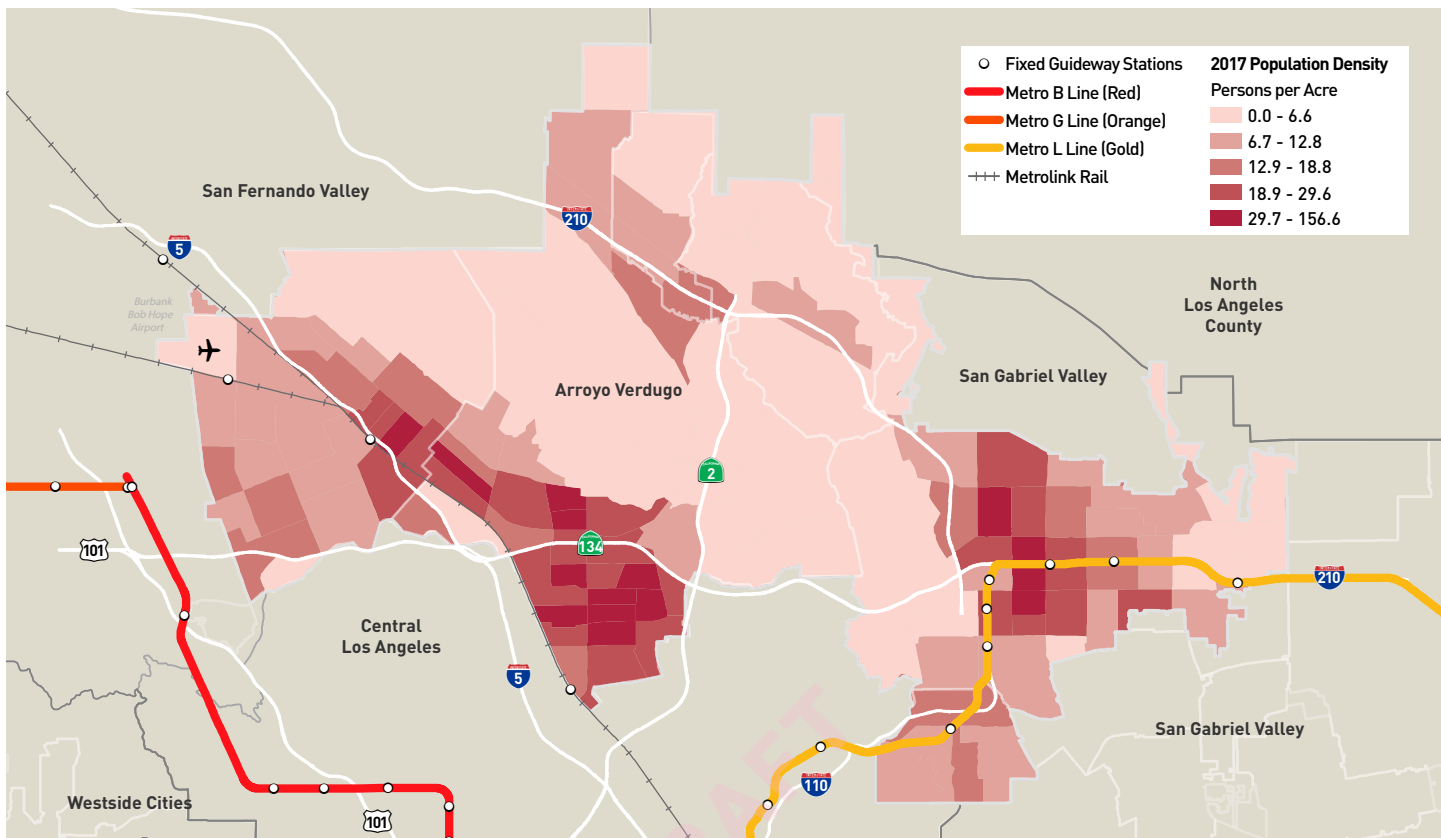 Fixed Guideway Stations
Metro B Line (Red)
Metro G Line (Orange)
Metro L Line (Gold)
Metrolink Rail
2017 Population Density
Persons per Acre
0.0 - 6.6
6.7 - 12.8
12.9 - 18.8
18.9 - 29.6
29.7 - 156.6
San Fernando Valley
210
5
Burbank
Bob Hope
Airport
North
Los Angeles
County
San Gabriel Valley
Arroyo Verdugo
2
101
134
210
Central
Los Angeles
5
San Gabriel Valley
110
Westside Cities
101